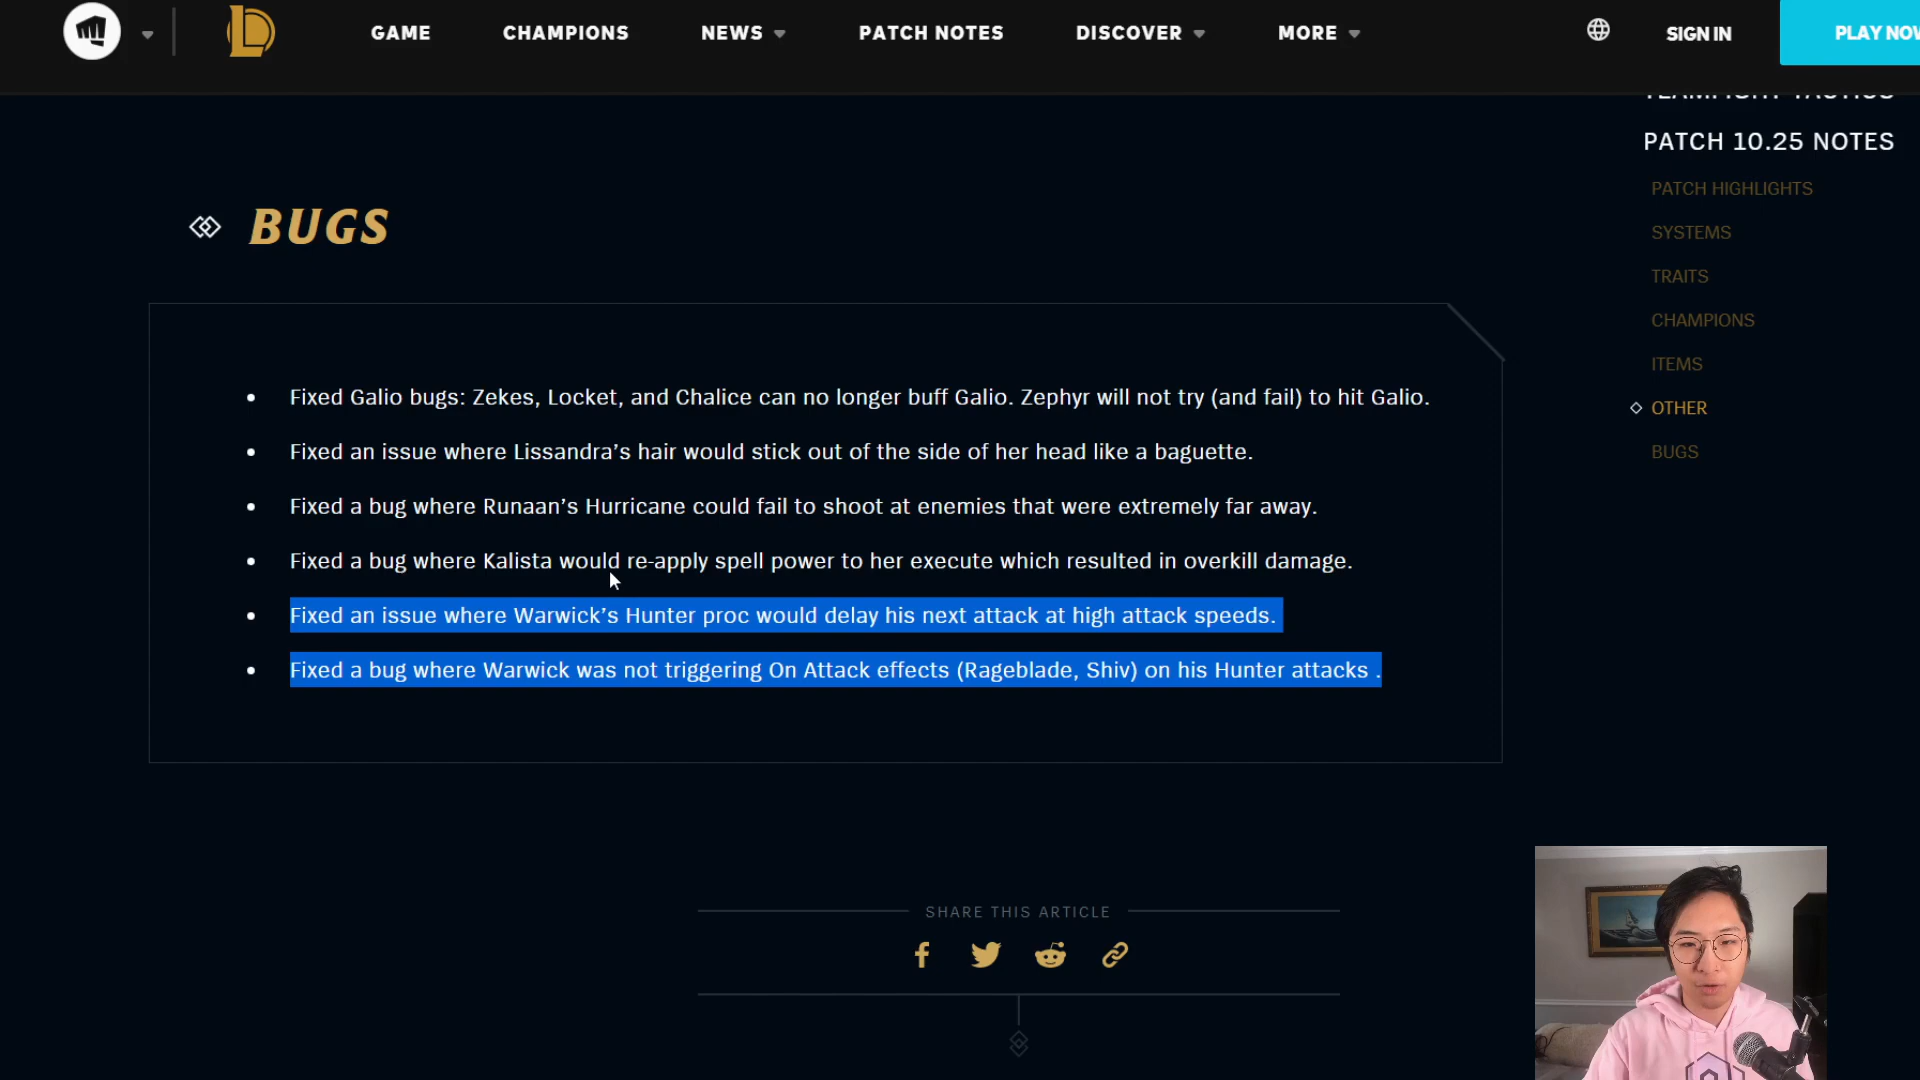 GAME CHAMPIONS NEWS PATCH NOTES DISCOVER MORE SIGN IN PLAY NOW
TEAMFIGHT TACTICS
PATCH 10.25 NOTES
PATCH HIGHLIGHTS
SYSTEMS
TRAITS
CHAMPIONS
ITEMS
OTHER
BUGS
BUGS
Fixed Galio bugs: Zekes, Locket, and Chalice can no longer buff Galio. Zephyr will not try (and fail) to hit Galio.
Fixed an issue where Lissandra’s hair would stick out of the side of her head like a baguette.
Fixed a bug where Runaan’s Hurricane could fail to shoot at enemies that were extremely far away.
Fixed a bug where Kalista would re-apply spell power to her execute which resulted in overkill damage.
Fixed an issue where Warwick’s Hunter proc would delay his next attack at high attack speeds.
Fixed a bug where Warwick was not triggering On Attack effects (Rageblade, Shiv) on his Hunter attacks .
SHARE THIS ARTICLE